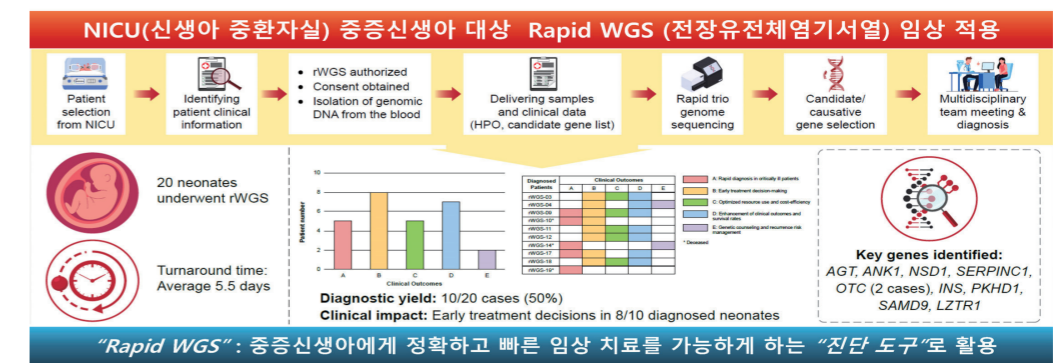 NICU(신생아 중환자실) 중증신생아 대상 Rapid WGS (전장유전체염기서열) 임상 적용
Patient
selection
from NICU
Identifying
patient clinical
information
• rWGS authorized
• Consent obtained
• Isolation of genomic
DNA from the blood
Delivering samples
and clinical data
(HPO, candidate gene list)
Rapid trio
genome
sequencing
Candidate/
causative
gene selection
Multidisciplinary
team meeting &
diagnosis
20 neonates
underwent rWGS
Turnaround time:
Average 5.5 days
Patient number
10
8
6
4
2
0
A B C D E
Clinical Outcomes
Diagnosed
Patients
Clinical Outcomes
A B C D E
rWGS-03
rWGS-04
rWGS-09
rWGS-10*
rWGS-11
rWGS-12
rWGS-14*
rWGS-17
rWGS-18
rWGS-19*
A: Rapid diagnosis in critically ill patients
B: Early treatment decision-making
C: Optimized resource use and cost-efficiency
D: Enhancement of clinical outcomes and
survival rates
E: Genetic counseling and recurrence risk
management
* Deceased
Diagnostic yield: 10/20 cases (50%)
Clinical impact: Early treatment decisions in 8/10 diagnosed neonates
Key genes identified:
AGT, ANK1, NSD1, SERPINC1,
OTC (2 cases), INS, PKHD1,
SAMD9, LZTR1
“Rapid WGS” : 중증신생아에게 정확하고 빠른 임상 치료를 가능하게 하는 “진단 도구”로 활용